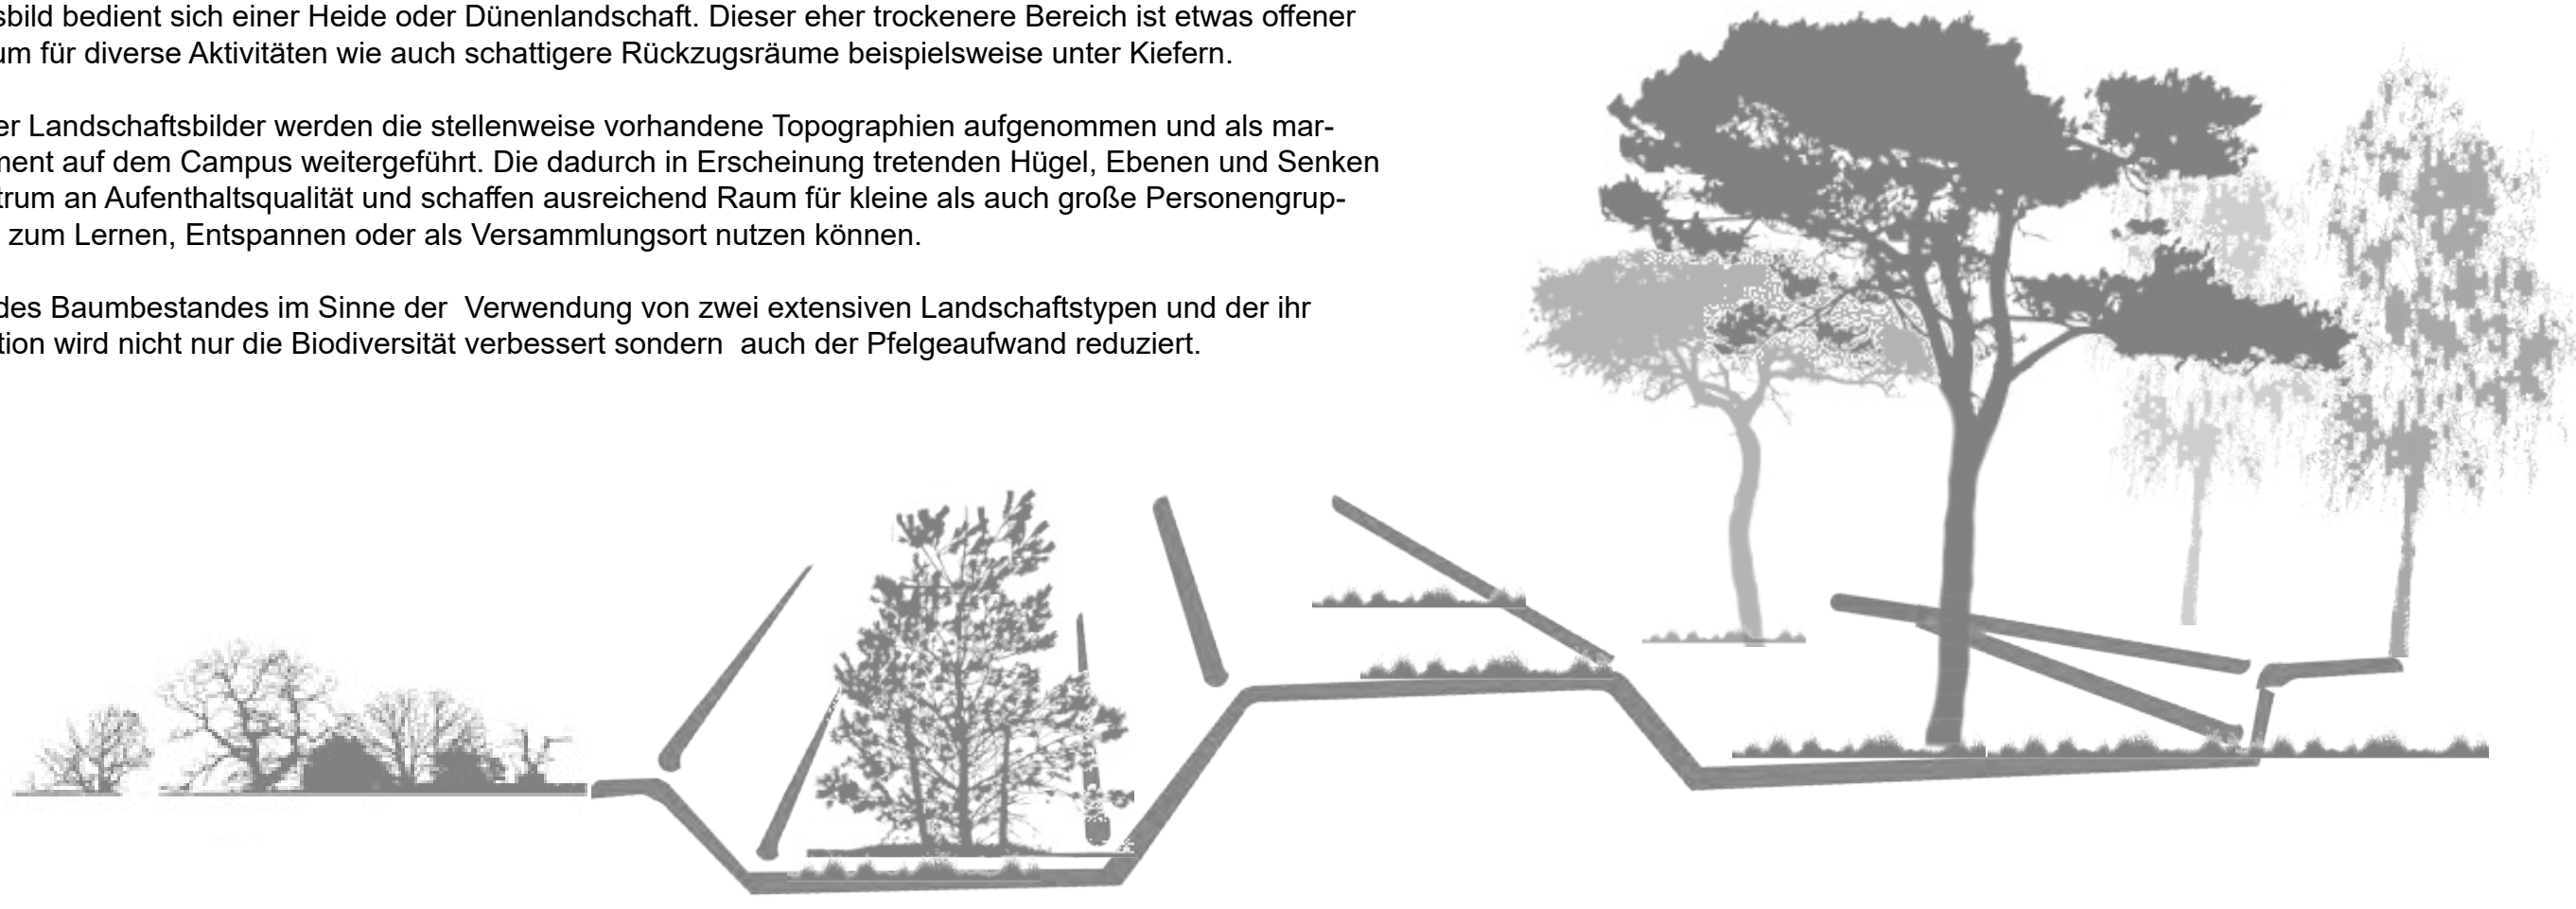 sbild bedient sich einer Heide oder Dünenlandschaft. Dieser eher trockenere Bereich ist etwas offener
um für diverse Aktivitäten wie auch schattigere Rückzugsräume beispielsweise unter Kiefern.
er Landschaftsbilder werden die stellenweise vorhandene Topographien aufgenommen und als mar-
ment auf dem Campus weitergeführt. Die dadurch in Erscheinung tretenden Hügel, Ebenen und Senken
trum an Aufenthaltsqualität und schaffen ausreichend Raum für kleine als auch große Personengrup-
zum Lernen, Entspannen oder als Versammlungsort nutzen können.
des Baumbestandes im Sinne der  Verwendung von zwei extensiven Landschaftstypen und der ihr
tion wird nicht nur die Biodiversität verbessert sondern  auch der Pfelgeaufwand reduziert.